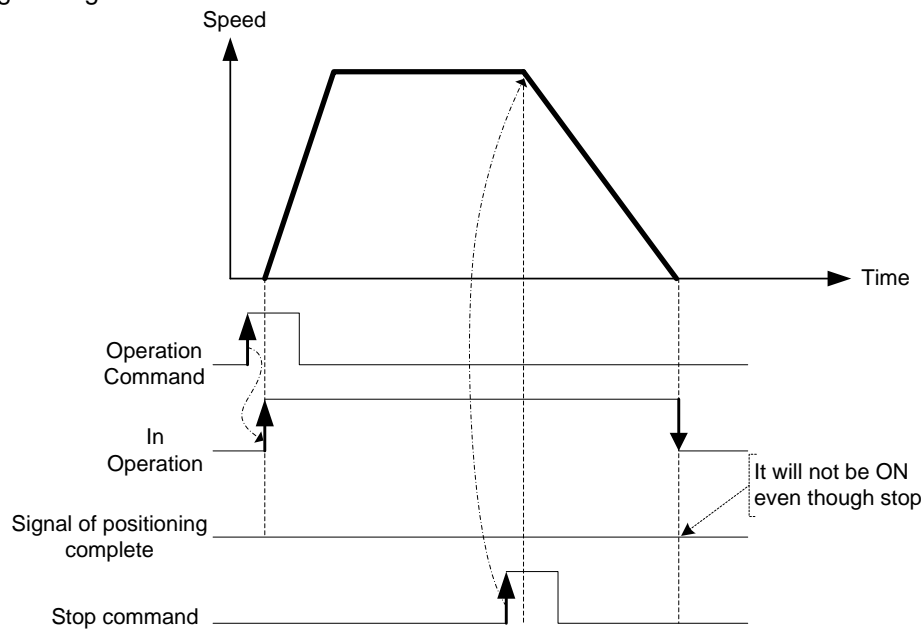 Speed
Time
Operation
Command
In
Operation
It will not be ON
even though stop
Signal of positioning
complete
Stop command